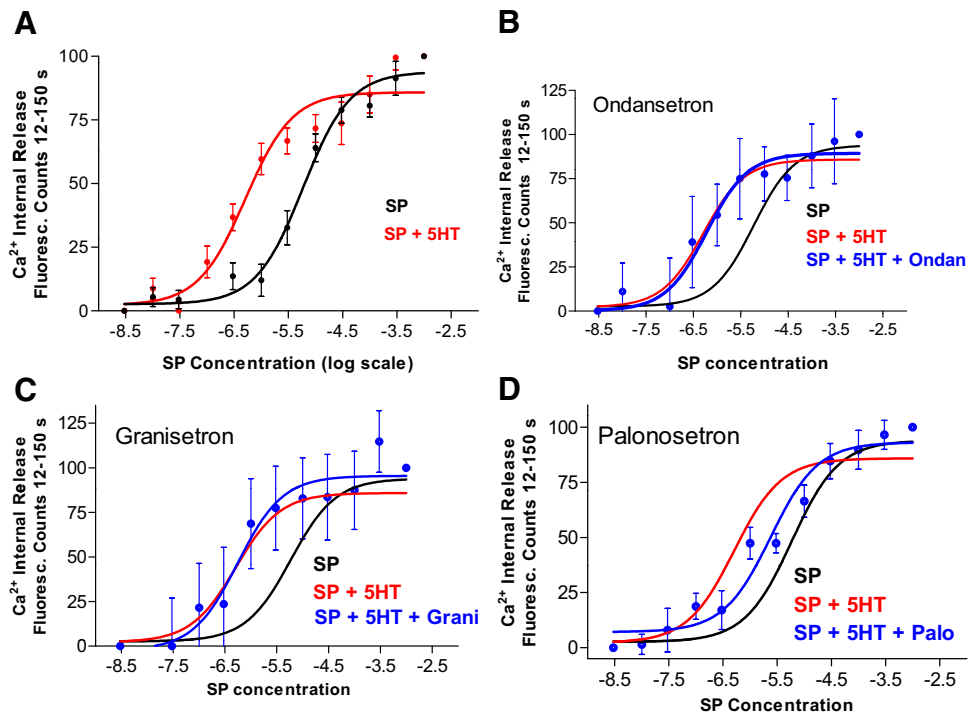 A
Ca2+ Internal Release
Fluoresc. Counts 12-150 s
100
75
50
25
0
-8.5 -7.5 -6.5 -5.5 -4.5 -3.5 -2.5
SP Concentration (log scale)
SP
SP + 5HT
B
Ondansetron
Ca2+ Internal Release
Fluoresc. Counts 12-150 s
125
100
75
50
25
0
-8.5 -7.5 -6.5 -5.5 -4.5 -3.5 -2.5
SP concentration
SP
SP + 5HT
SP + 5HT + Ondan
C
Granisetron
Ca2+ Internal Release
Fluoresc. Counts 12-150 s
125
100
75
50
25
0
-8.5 -7.5 -6.5 -5.5 -4.5 -3.5 -2.5
SP concentration
SP
SP + 5HT
SP + 5HT + Grani
D
Palonosetron
Ca2+ Internal Release
Fluoresc. Counts 12-150 s
100
75
50
25
0
-8.5 -7.5 -6.5 -5.5 -4.5 -3.5 -2.5
SP Concentration
SP
SP + 5HT
SP + 5HT + Palo